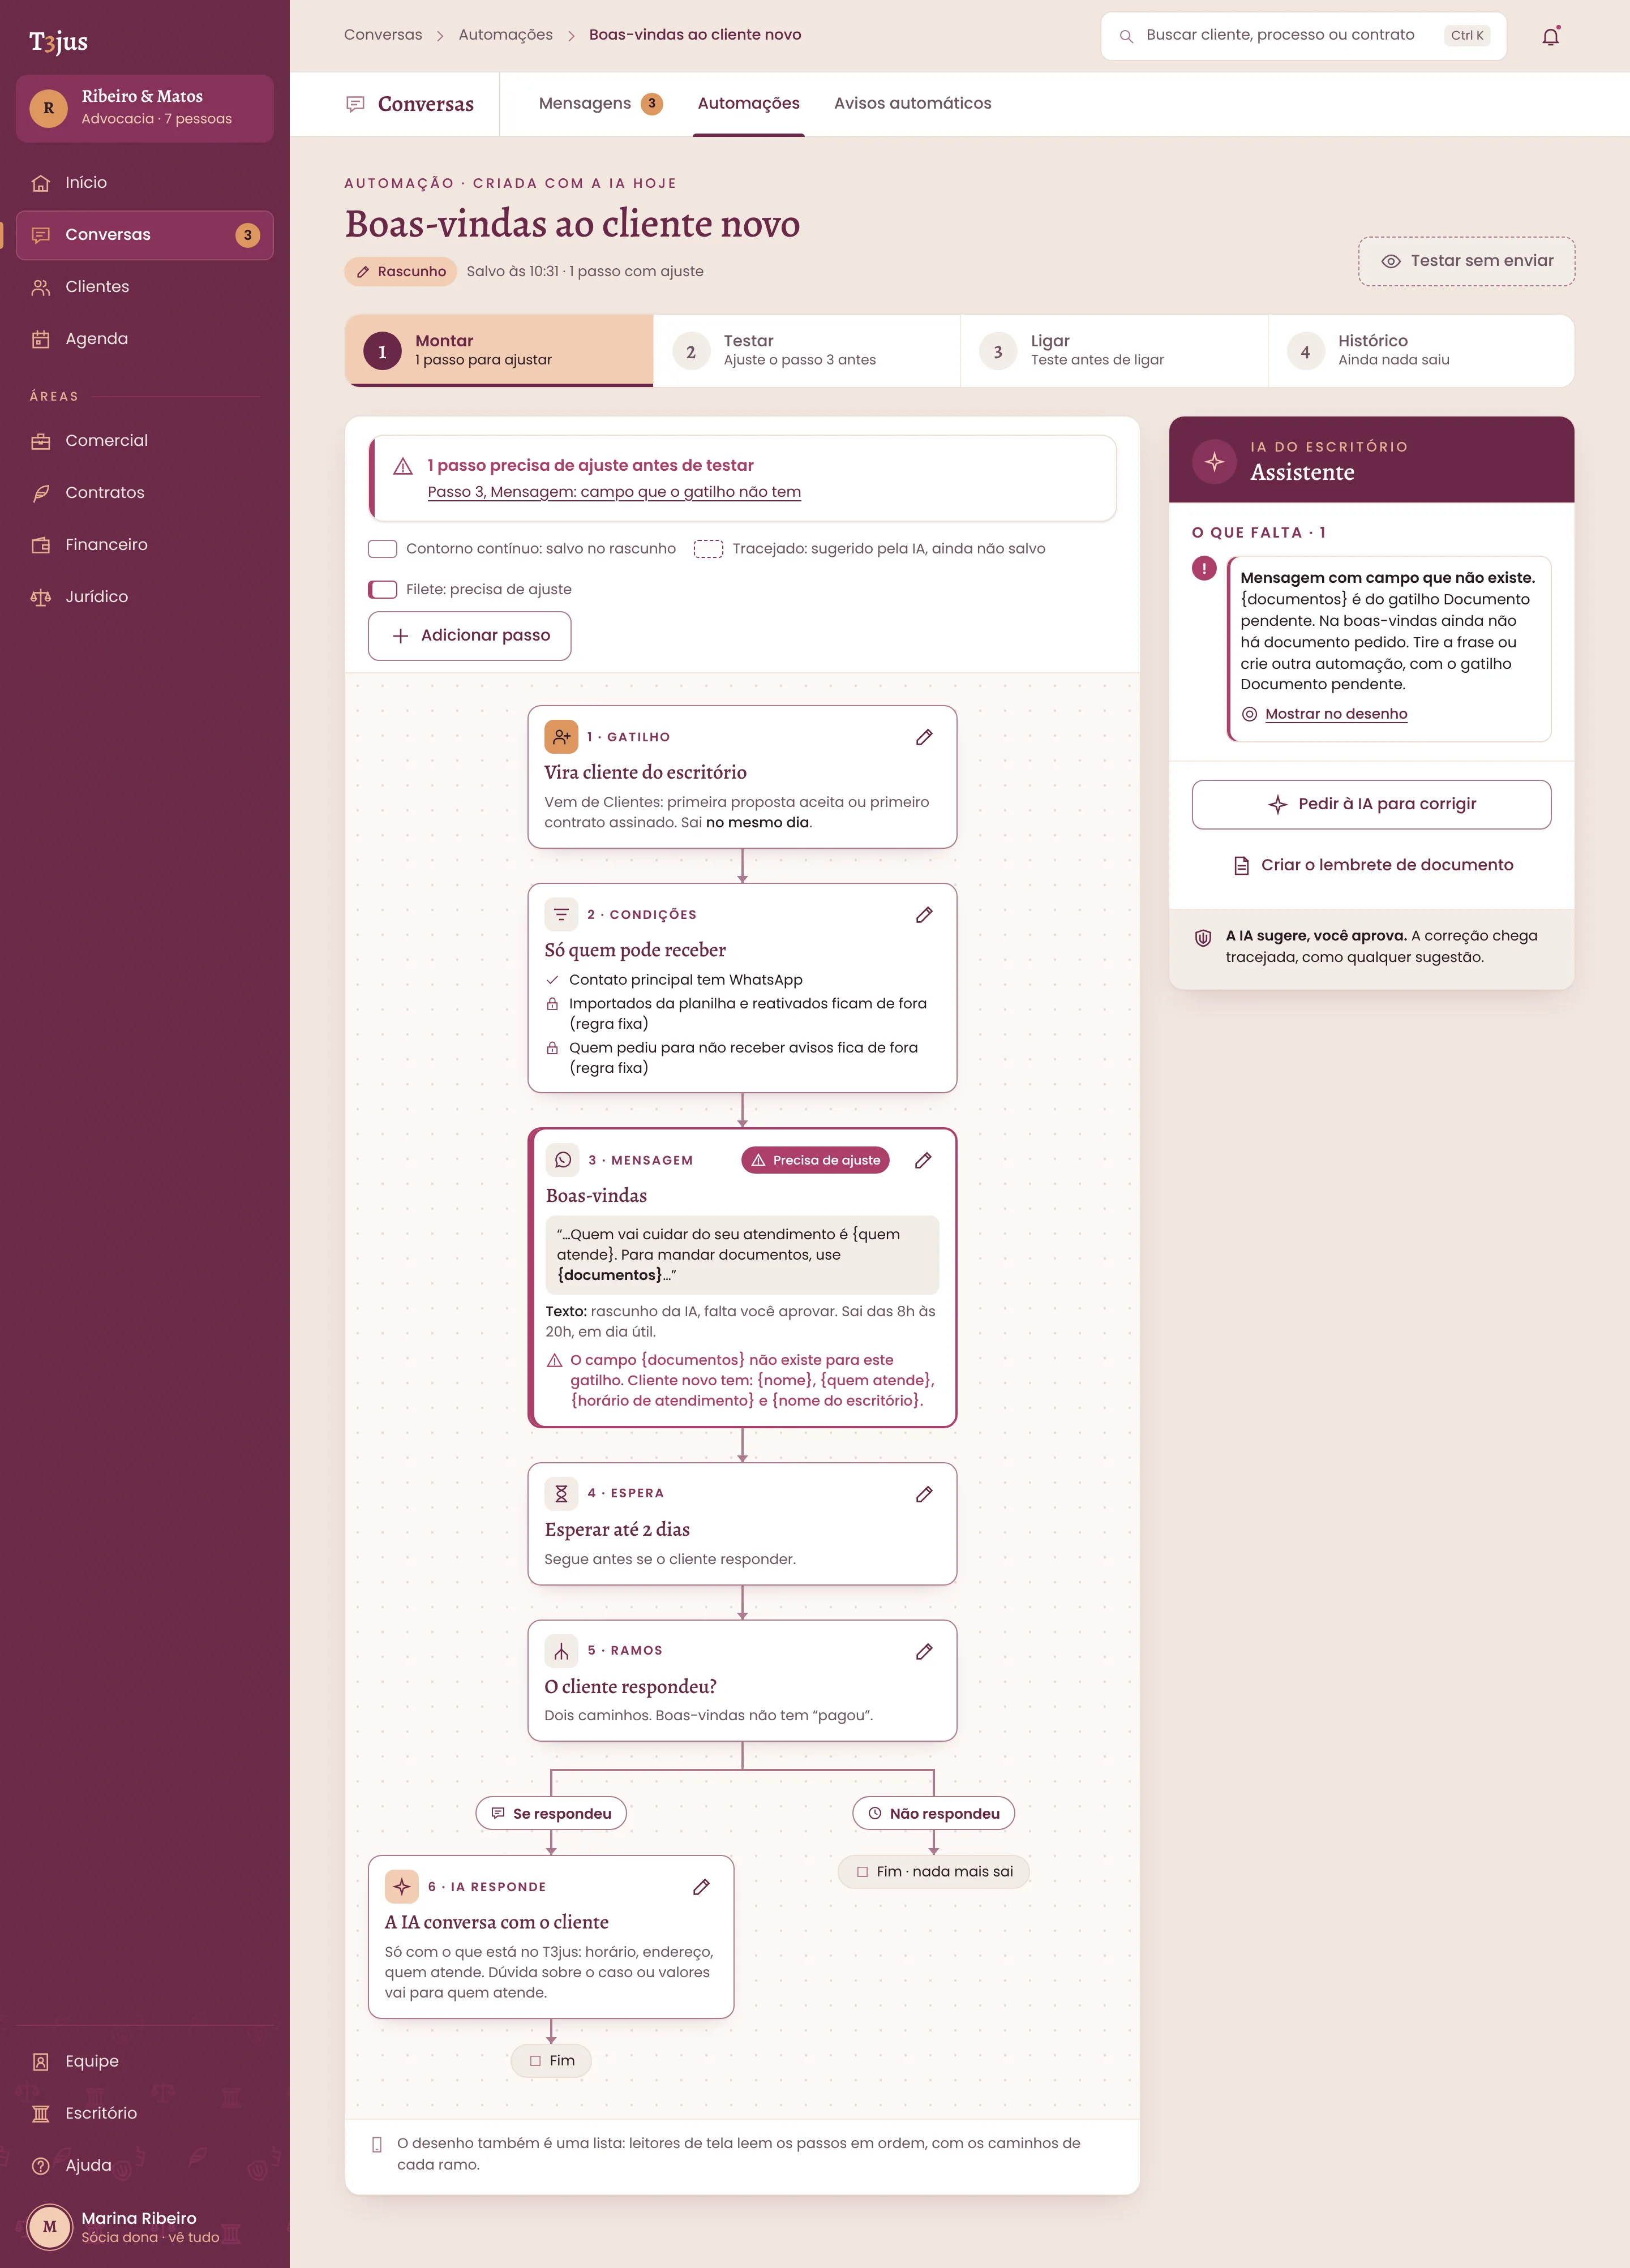 T3jus
R
Ribeiro & Matos
Advocacia · 7 pessoas
Início
Conversas
3
Clientes
Agenda
ÁREAS
Comercial
Contratos
Financeiro
Jurídico
Equipe
Escritório
Ajuda
M
Marina Ribeiro
Sócia dona · vê tudo
Conversas
Automações
Boas-vindas ao cliente novo
Buscar cliente, processo ou contrato
Ctrl K
Conversas
Mensagens 3
Automações
Avisos automáticos
AUTOMAÇÃO · CRIADA COM A IA HOJE
Boas-vindas ao cliente novo
Rascunho
Salvo às 10:31 · 1 passo com ajuste
Testar sem enviar
1
Montar
1 passo para ajustar
2
Testar
Ajuste o passo 3 antes
3
Ligar
Teste antes de ligar
4
Histórico
Ainda nada saiu
1 passo precisa de ajuste antes de testar
Passo 3, Mensagem: campo que o gatilho não tem
Contorno contínuo: salvo no rascunho
Tracejado: sugerido pela IA, ainda não salvo
Filete: precisa de ajuste
Adicionar passo
1 · GATILHO
Vira cliente do escritório
Vem de Clientes: primeira proposta aceita ou primeiro
contrato assinado. Sai no mesmo dia.
2 · CONDIÇÕES
Só quem pode receber
Contato principal tem WhatsApp
Importados da planilha e reativados ficam de fora
(regra fixa)
Quem pediu para não receber avisos fica de fora
(regra fixa)
3 · MENSAGEM
Precisa de ajuste
Boas-vindas
“…Quem vai cuidar do seu atendimento é {quem
atende}. Para mandar documentos, use
{documentos}…”
Texto: rascunho da IA, falta você aprovar. Sai das 8h às
20h, em dia útil.
O campo {documentos} não existe para este
gatilho. Cliente novo tem: {nome}, {quem atende},
{horário de atendimento} e {nome do escritório}.
4 · ESPERA
Esperar até 2 dias
Segue antes se o cliente responder.
5 · RAMOS
O cliente respondeu?
Dois caminhos. Boas-vindas não tem “pagou”.
Se respondeu
Não respondeu
Fim · nada mais sai
6 · IA RESPONDE
A IA conversa com o cliente
Só com o que está no T3jus: horário, endereço,
quem atende. Dúvida sobre o caso ou valores
vai para quem atende.
Fim
O desenho também é uma lista: leitores de tela leem os passos em ordem, com os caminhos de
cada ramo.
IA DO ESCRITÓRIO
Assistente
O QUE FALTA · 1
!
Mensagem com campo que não existe.
{documentos} é do gatilho Documento
pendente. Na boas-vindas ainda não
há documento pedido. Tire a frase ou
crie outra automação, com o gatilho
Documento pendente.
Mostrar no desenho
Pedir à IA para corrigir
Criar o lembrete de documento
A IA sugere, você aprova. A correção chega
tracejada, como qualquer sugestão.